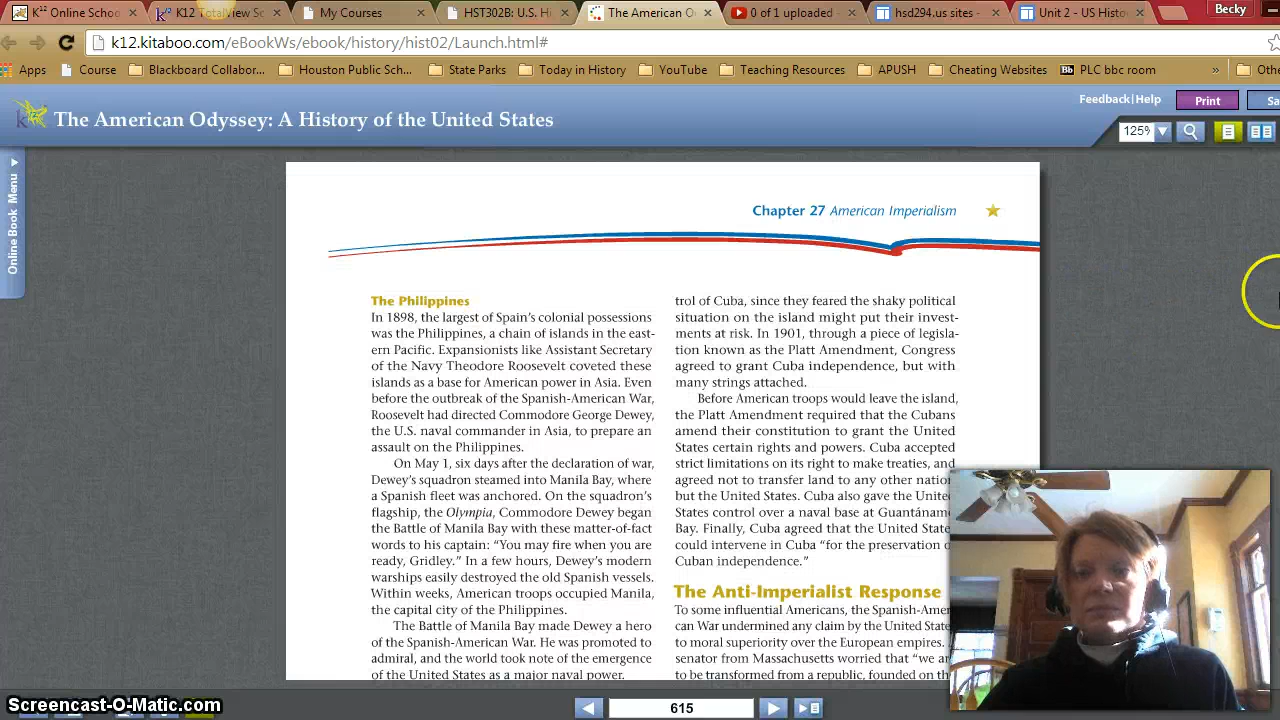 K¹² Online Schoo
K12 TotalView Sc
My Courses
HST302B: U.S. Hi
The American Od
0 of 1 uploaded -
hsd294,us sites -
Unit 2 - US Histo
Becky
k12.kitaboo.com/eBookWs/ebook/history/hist02/Launch.html#
Apps
Course
Blackboard Collabor...
Houston Public Sch...
State Parks
Today in History
YouTube
Teaching Resources
APUSH
Cheating Websites
Bb PLC bbc room
»
Othe
Feedback|Help
Print
Sa
The American Odyssey: A History of the United States
125%
Online Book Menu
Chapter 27 American Imperialism
The Philippines
In 1898, the largest of Spain's colonial possessions
was the Philippines, a chain of islands in the east-
ern Pacific. Expansionists like Assistant Secretary
of the Navy Theodore Roosevelt coveted these
islands as a base for American power in Asia. Even
before the outbreak of the Spanish-American War,
Roosevelt had directed Commodore George Dewey,
the U.S. naval commander in Asia, to prepare an
assault on the Philippines.
On May 1, six days after the declaration of war,
Dewey's squadron steamed into Manila Bay, where
a Spanish fleet was anchored. On the squadron's
flagship, the Olympia, Commodore Dewey began
the Battle of Manila Bay with these matter-of-fact
words to his captain: "You may fire when you are
ready, Gridley." In a few hours, Dewey's modern
warships easily destroyed the old Spanish vessels.
Within weeks, American troops occupied Manila,
the capital city of the Philippines.
The Battle of Manila Bay made Dewey a hero
of the Spanish-American War. He was promoted to
admiral, and the world took note of the emergence
of the United States as a major naval power.
trol of Cuba, since they feared the shaky political
situation on the island might put their invest-
ments at risk. In 1901, through a piece of legisla-
tion known as the Platt Amendment, Congress
agreed to grant Cuba independence, but with
many strings attached.
Before American troops would leave the island,
the Platt Amendment required that the Cubans
amend their constitution to grant the United
States certain rights and powers. Cuba accepted
strict limitations on its right to make treaties, and
agreed not to transfer land to any other nation
but the United States. Cuba also gave the Unite
States control over a naval base at Guantánam
Bay. Finally, Cuba agreed that the United State
could intervene in Cuba "for the preservation o
Cuban independence."
The Anti-Imperialist Response
To some influential Americans, the Spanish-Amer
can War undermined any claim by the United State
to moral superiority over the European empires.
senator from Massachusetts worried that "we ar
to be transformed from a republic, founded on th
615
Screencast-O-Matic.com